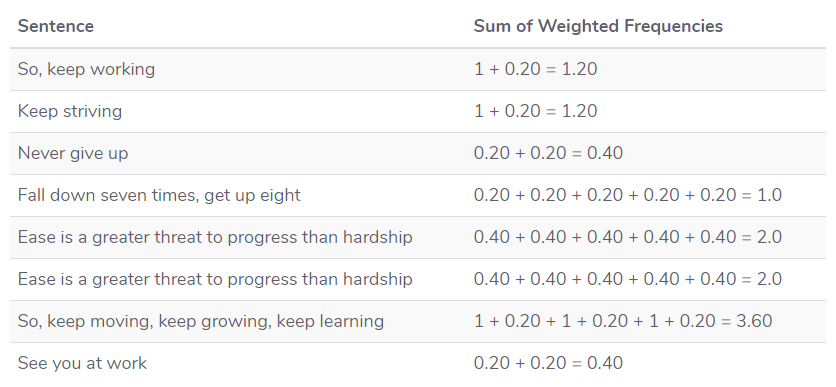 Sentence Sum of Weighted Frequencies
So, keep working 1 + 0.20 = 1.20
Keep striving 1 + 0.20 = 1.20
Never give up 0.20 + 0.20 = 0.40
Fall down seven times, get up eight 0.20 + 0.20 + 0.20 + 0.20 + 0.20 = 1.0
Ease is a greater threat to progress than hardship 0.40 + 0.40 + 0.40 + 0.40 + 0.40 = 2.0
Ease is a greater threat to progress than hardship 0.40 + 0.40 + 0.40 + 0.40 + 0.40 = 2.0
So, keep moving, keep growing, keep learning 1 + 0.20 + 1 + 0.20 + 1 + 0.20 = 3.60
See you at work 0.20 + 0.20 = 0.40